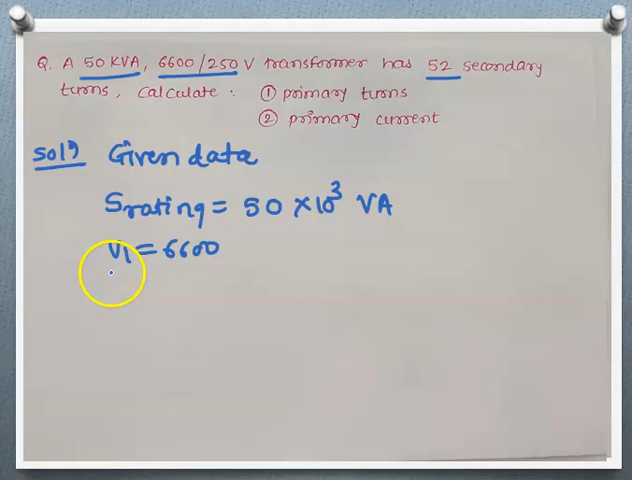 Q. A 50 KVA, 6600/250 V transformer has 52 secondary
turns, calculate: ① primary turns
② primary current.
Solⁿ) Given data
Srating = 50 × 10³ VA
V1 = 6600